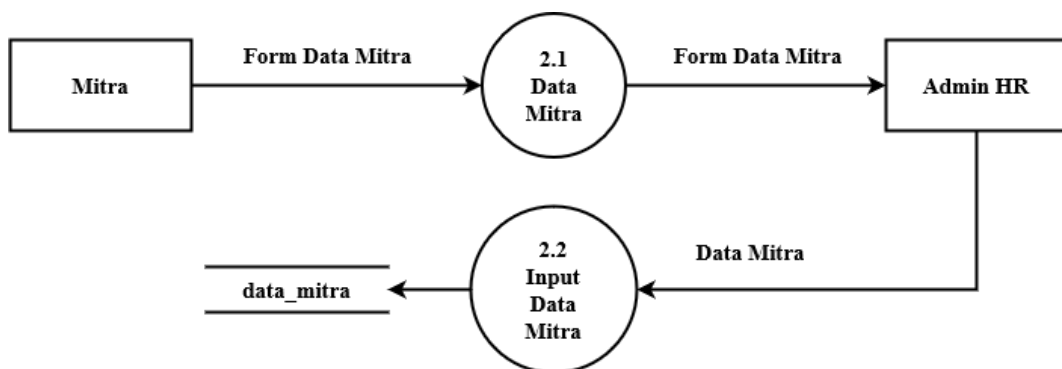 Mitra
Form Data Mitra
2.1
Data
Mitra
Form Data Mitra
Admin HR
data_mitra
2.2
Input
Data
Mitra
Data Mitra